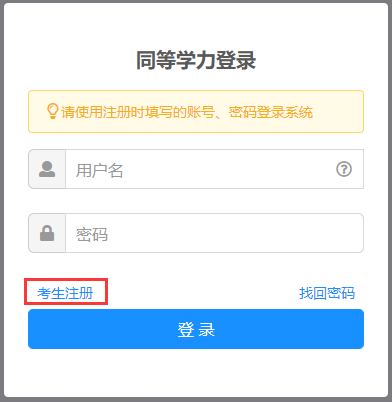 同等学力登录
请使用注册时填写的账号、密码登录系统
用户名
密码
考生注册 找回密码
登 录